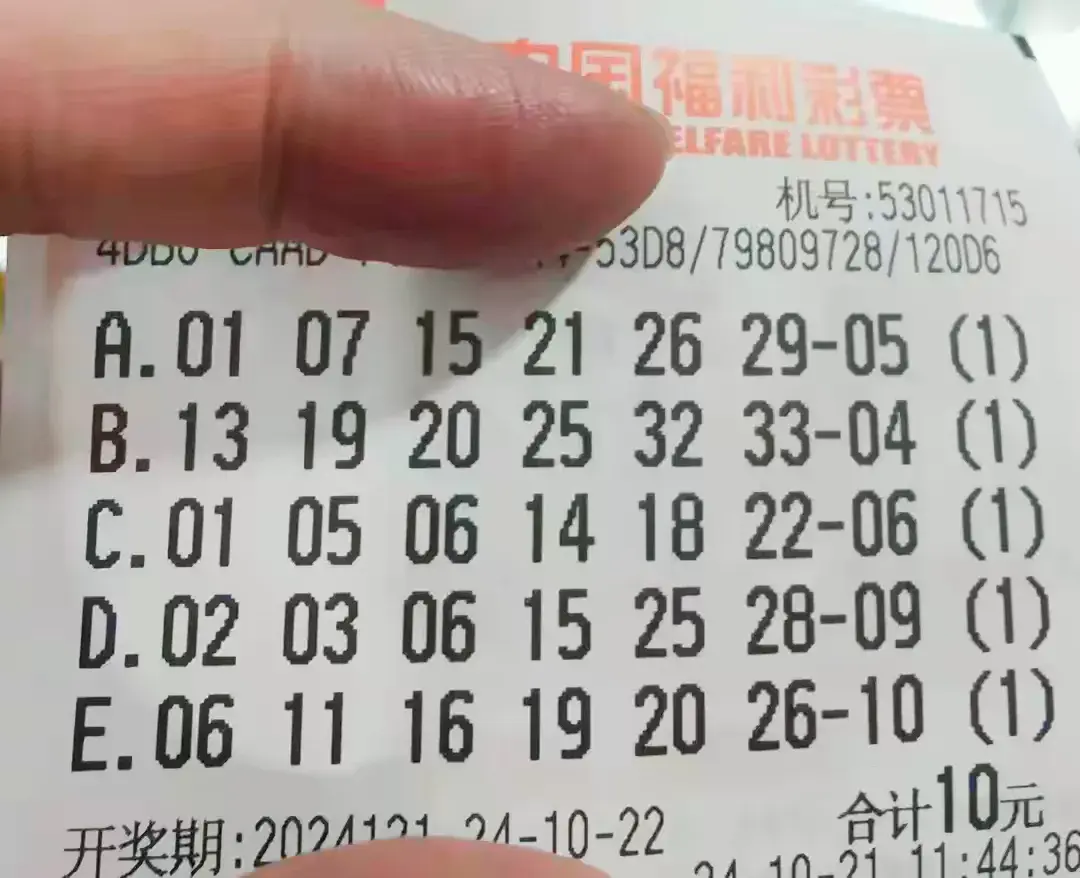 中国福利彩票
ELFARE LOTTERY
机号:53011715
53D8/79809728/120D6
A.01 07 15 21 26 29-05 (1)
B.13 19 20 25 32 33-04 (1)
C.01 05 06 14 18 22-06 (1)
D.02 03 06 15 25 28-09 (1)
E.06 11 16 19 20 26-10 (1)
合计10元
开奖期:2024121 24-10-22
24-10-21 11:44:36